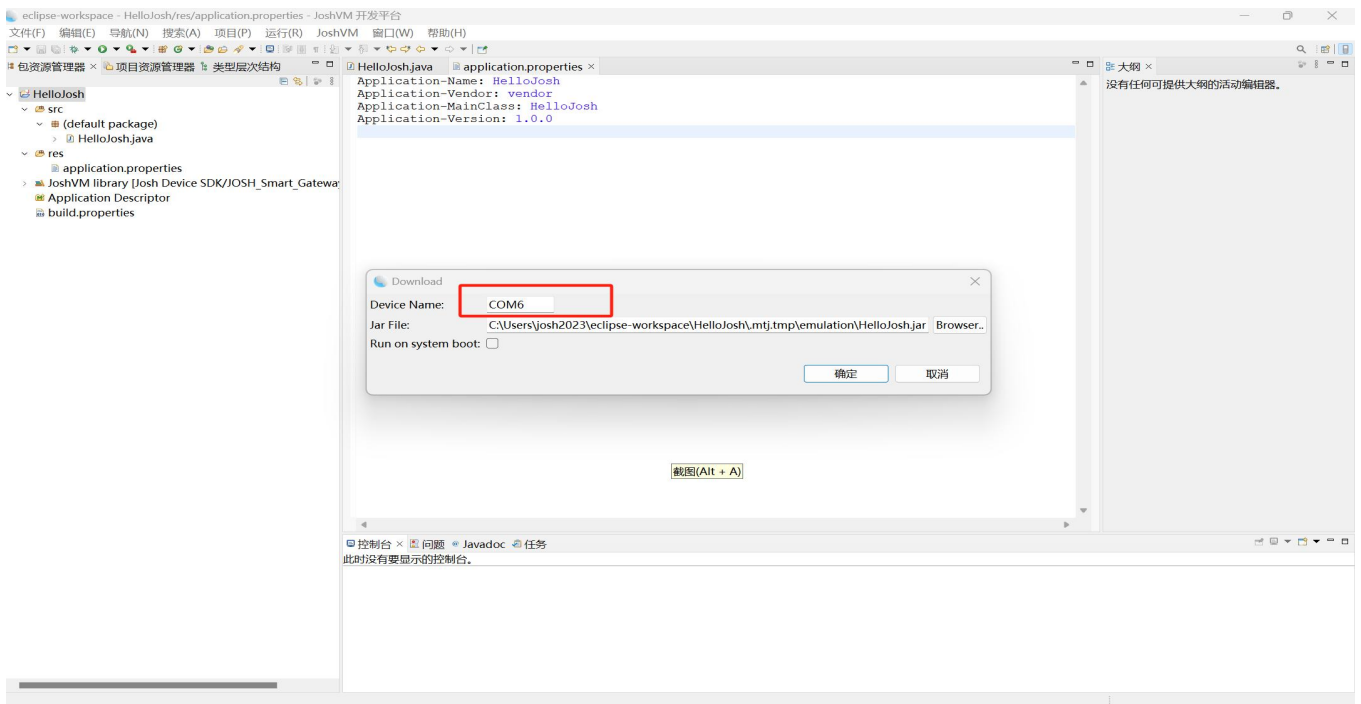 eclipse-workspace - HelloJosh/res/application.properties - JoshVM 开发平台
文件(F) 编辑(E) 导航(N) 搜索(A) 项目(P) 运行(R) JoshVM 窗口(W) 帮助(H)
包资源管理器 项目资源管理器 类型层次结构
HelloJosh
src
(default package)
HelloJosh.java
res
application.properties
JoshVM library [Josh Device SDK/JOSH_Smart_Gateway
Application Descriptor
build.properties
HelloJosh.java application.properties
Application-Name: HelloJosh
Application-Vendor: vendor
Application-MainClass: HelloJosh
Application-Version: 1.0.0
大纲
没有任何可提供大纲的活动编辑器。
Download
Device Name: COM6
Jar File: C:\Users\josh2023\eclipse-workspace\HelloJosh\.mtj.tmp\emulation\HelloJosh.jar Browser..
Run on system boot:
确定 取消
截图(Alt + A)
控制台 问题 Javadoc 任务
此时没有要显示的控制台。